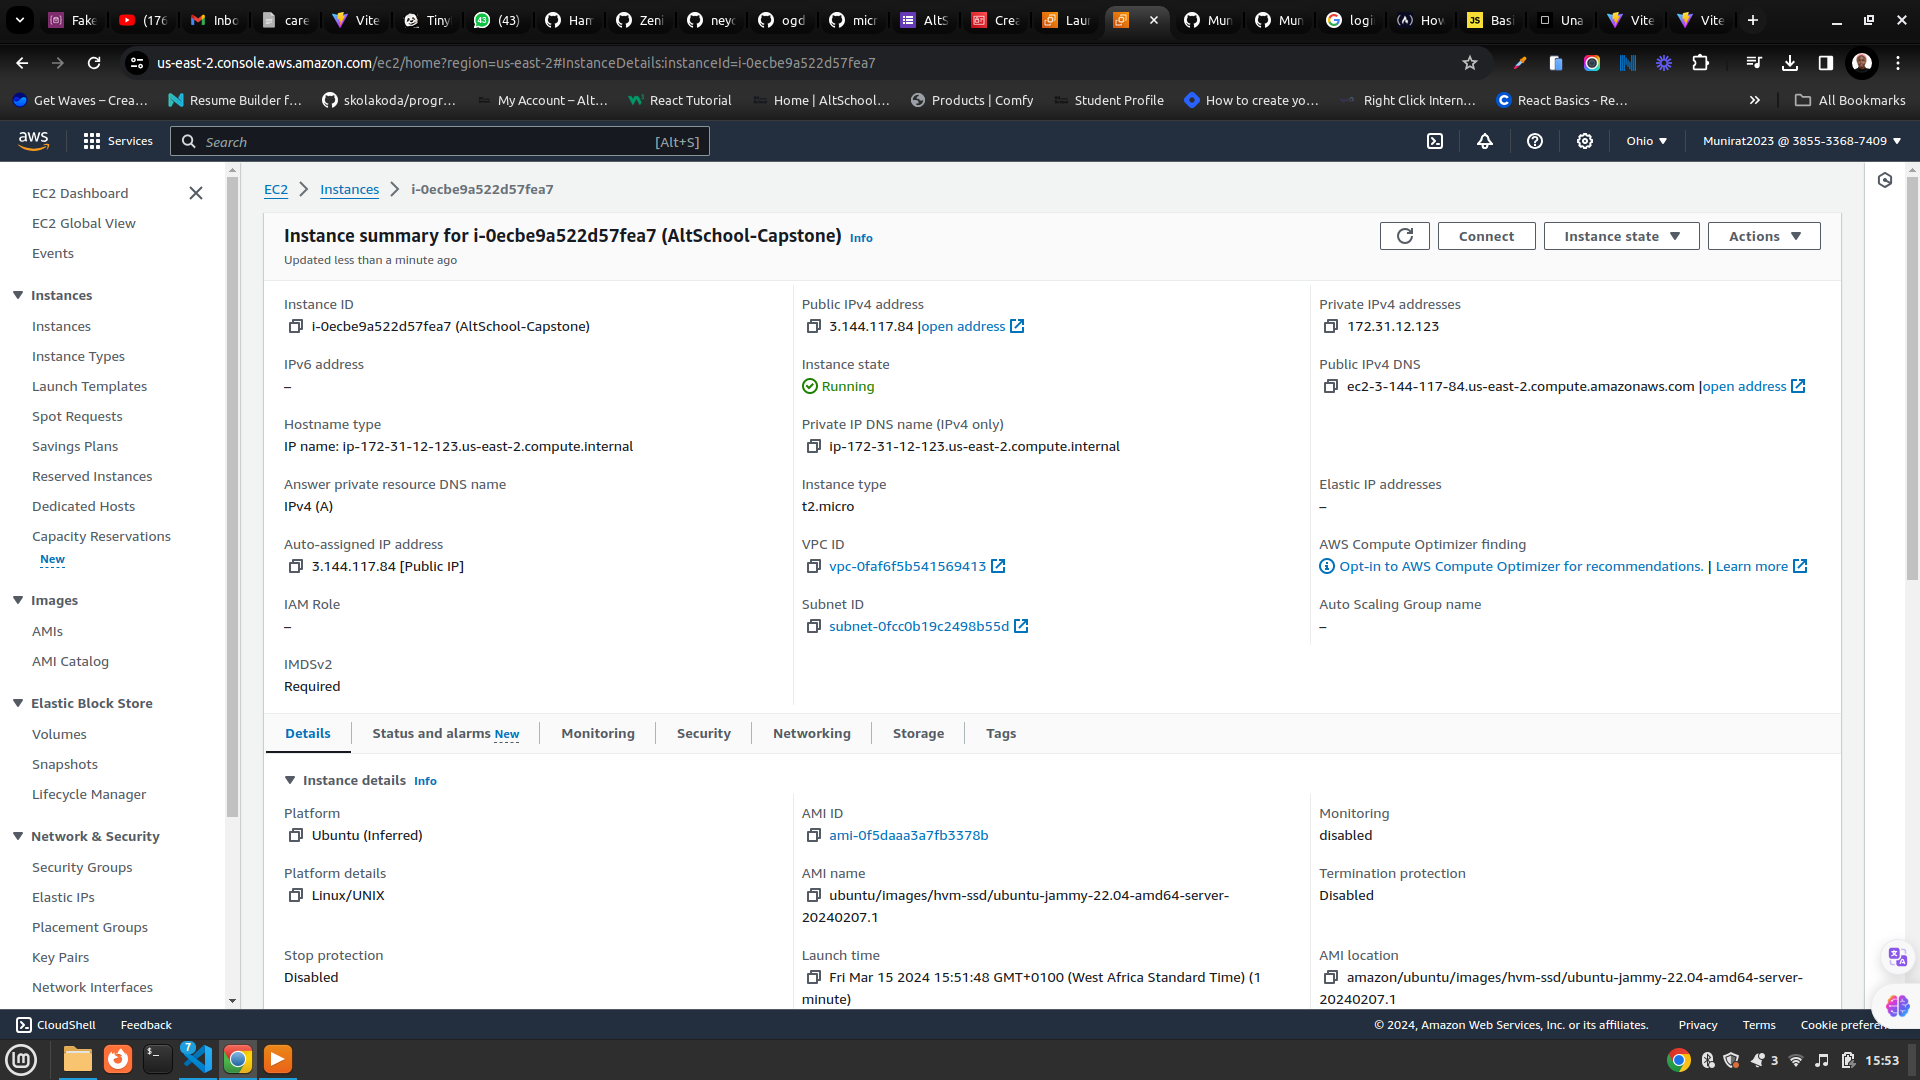 Fake
(176
Inbo
care
Vite
Tiny
(43)
Ham
Zeni
neyo
ogd
micr
AltS
Crea
Laun
Mun
Mun
logi
How
Basi
Una
Vite
Vite
us-east-2.console.aws.amazon.com/ec2/home?region=us-east-2#InstanceDetails:instanceId=i-0ecbe9a522d57fea7
Get Waves – Crea…
Resume Builder f…
skolakoda/progr…
My Account – Alt…
React Tutorial
Home | AltSchool…
Products | Comfy
Student Profile
How to create yo…
Right Click Intern…
React Basics - Re…
All Bookmarks
aws
Services
Search
[Alt+S]
Ohio
Munirat2023 @ 3855-3368-7409
EC2 Dashboard
EC2 Global View
Events
Instances
Instances
Instance Types
Launch Templates
Spot Requests
Savings Plans
Reserved Instances
Dedicated Hosts
Capacity Reservations
New
Images
AMIs
AMI Catalog
Elastic Block Store
Volumes
Snapshots
Lifecycle Manager
Network & Security
Security Groups
Elastic IPs
Placement Groups
Key Pairs
Network Interfaces
EC2 Instances i-0ecbe9a522d57fea7
Instance summary for i-0ecbe9a522d57fea7 (AltSchool-Capstone) Info
Updated less than a minute ago
Connect
Instance state
Actions
Instance ID
i-0ecbe9a522d57fea7 (AltSchool-Capstone)
Public IPv4 address
3.144.117.84 |open address
Private IPv4 addresses
172.31.12.123
IPv6 address
–
Instance state
Running
Public IPv4 DNS
ec2-3-144-117-84.us-east-2.compute.amazonaws.com |open address
Hostname type
IP name: ip-172-31-12-123.us-east-2.compute.internal
Private IP DNS name (IPv4 only)
ip-172-31-12-123.us-east-2.compute.internal
Answer private resource DNS name
IPv4 (A)
Instance type
t2.micro
Elastic IP addresses
–
Auto-assigned IP address
3.144.117.84 [Public IP]
VPC ID
vpc-0faf6f5b541569413
AWS Compute Optimizer finding
Opt-in to AWS Compute Optimizer for recommendations. | Learn more
IAM Role
–
Subnet ID
subnet-0fcc0b19c2498b55d
Auto Scaling Group name
–
IMDSv2
Required
Details
Status and alarms New
Monitoring
Security
Networking
Storage
Tags
Instance details Info
Platform
Ubuntu (Inferred)
AMI ID
ami-0f5daaa3a7fb3378b
Monitoring
disabled
Platform details
Linux/UNIX
AMI name
ubuntu/images/hvm-ssd/ubuntu-jammy-22.04-amd64-server-
20240207.1
Termination protection
Disabled
Stop protection
Disabled
Launch time
Fri Mar 15 2024 15:51:48 GMT+0100 (West Africa Standard Time) (1
minute)
AMI location
amazon/ubuntu/images/hvm-ssd/ubuntu-jammy-22.04-amd64-server-
20240207.1
CloudShell
Feedback
© 2024, Amazon Web Services, Inc. or its affiliates.
Privacy
Terms
Cookie preferen
7
3
15:53